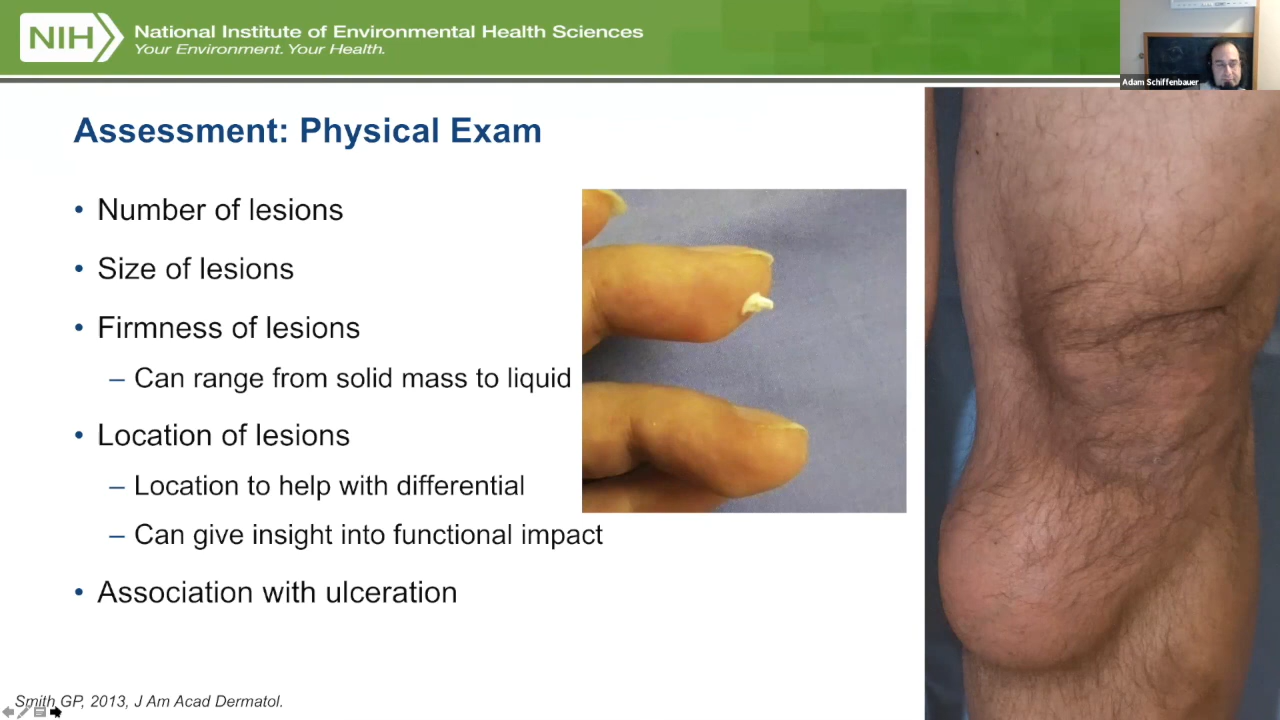 NIH
National Institute of Environmental Health Sciences
Your Environment. Your Health.
Adam Schiffenbauer
Assessment: Physical Exam
• Number of lesions
• Size of lesions
• Firmness of lesions
– Can range from solid mass to liquid
• Location of lesions
– Location to help with differential
– Can give insight into functional impact
• Association with ulceration
Smith GP, 2013, J Am Acad Dermatol.